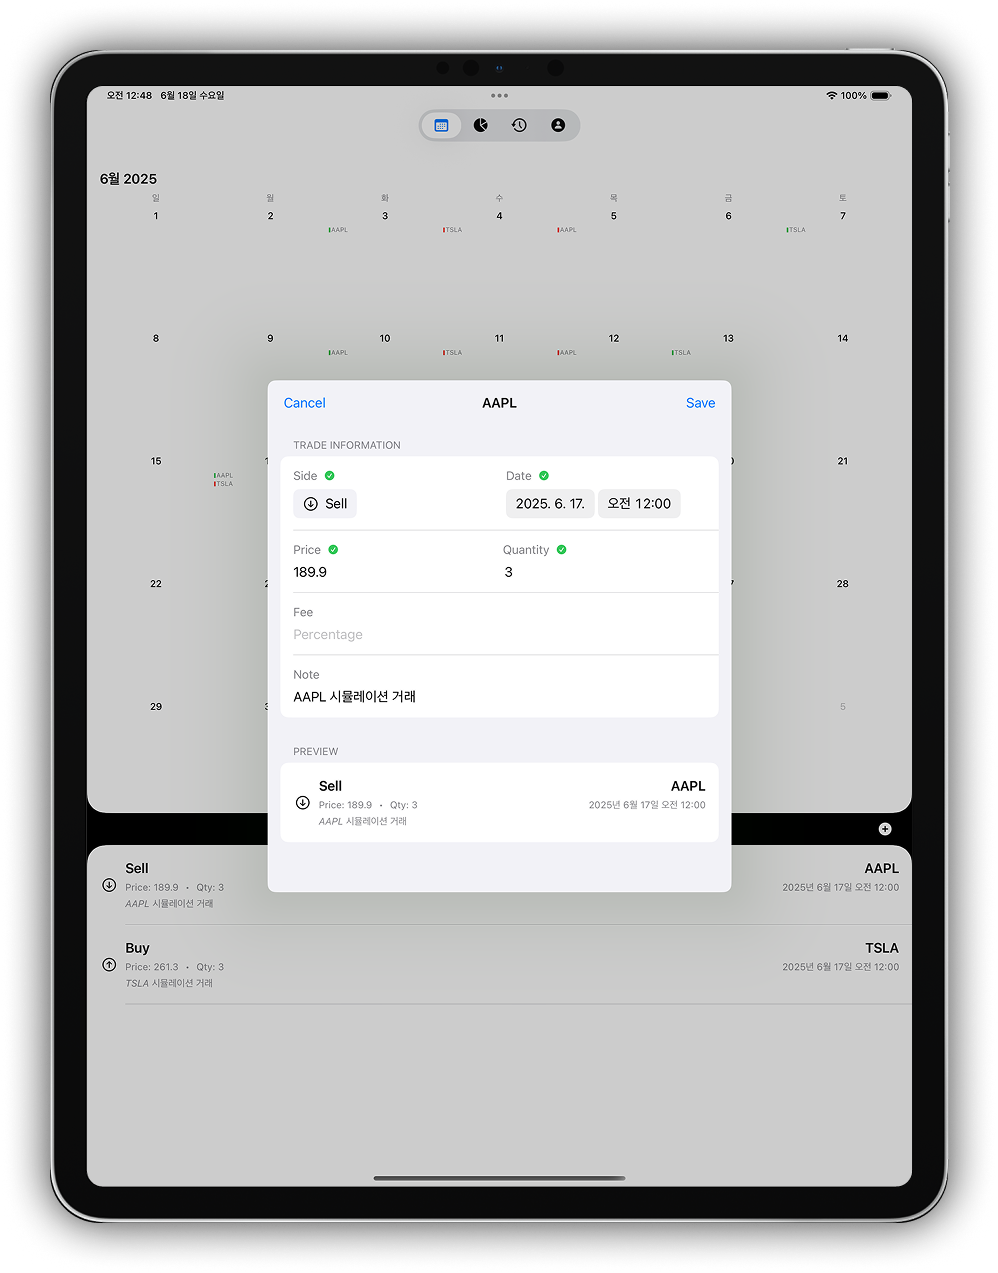 오전 12:48 6월 18일 수요일
100%
6월 2025
일 월 화 수 목 금 토
1 2 3 4 5 6 7
AAPL TSLA AAPL TSLA
8 9 10 11 12 13 14
AAPL TSLA AAPL TSLA
Cancel AAPL Save
TRADE INFORMATION
15 21
AAPL
TSLA
Side Date
Sell 2025. 6. 17. 오전 12:00
Price Quantity
189.9 3
22 28
Fee
Percentage
Note
AAPL 시뮬레이션 거래
29 5
PREVIEW
Sell AAPL
Price: 189.9 • Qty: 3 2025년 6월 17일 오전 12:00
AAPL 시뮬레이션 거래
Sell AAPL
Price: 189.9 • Qty: 3 2025년 6월 17일 오전 12:00
AAPL 시뮬레이션 거래
Buy TSLA
Price: 261.3 • Qty: 3 2025년 6월 17일 오전 12:00
TSLA 시뮬레이션 거래